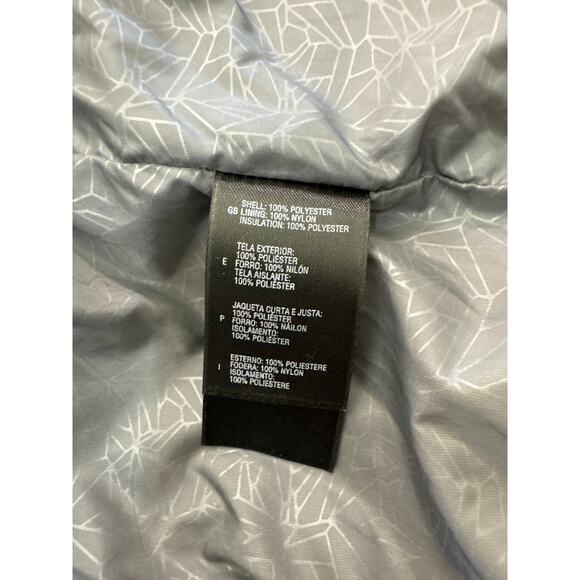 SHELL: 100% POLYESTER
GB LINING: 100% NYLON
INSULATION: 100% POLYESTER
TELA EXTERIOR:
100% POLIÉSTER
E FORRO: 100% NILÓN
TELA AISLANTE:
100% POLIÉSTER
JAQUETA CURTA E JUSTA:
100% POLIÉSTER
P FORRO: 100% NÁILON
ISOLAMENTO:
100% POLIÉSTER
ESTERNO: 100% POLIESTERE
I FODERA: 100% NYLON
ISOLAMENTO:
100% POLIESTERE